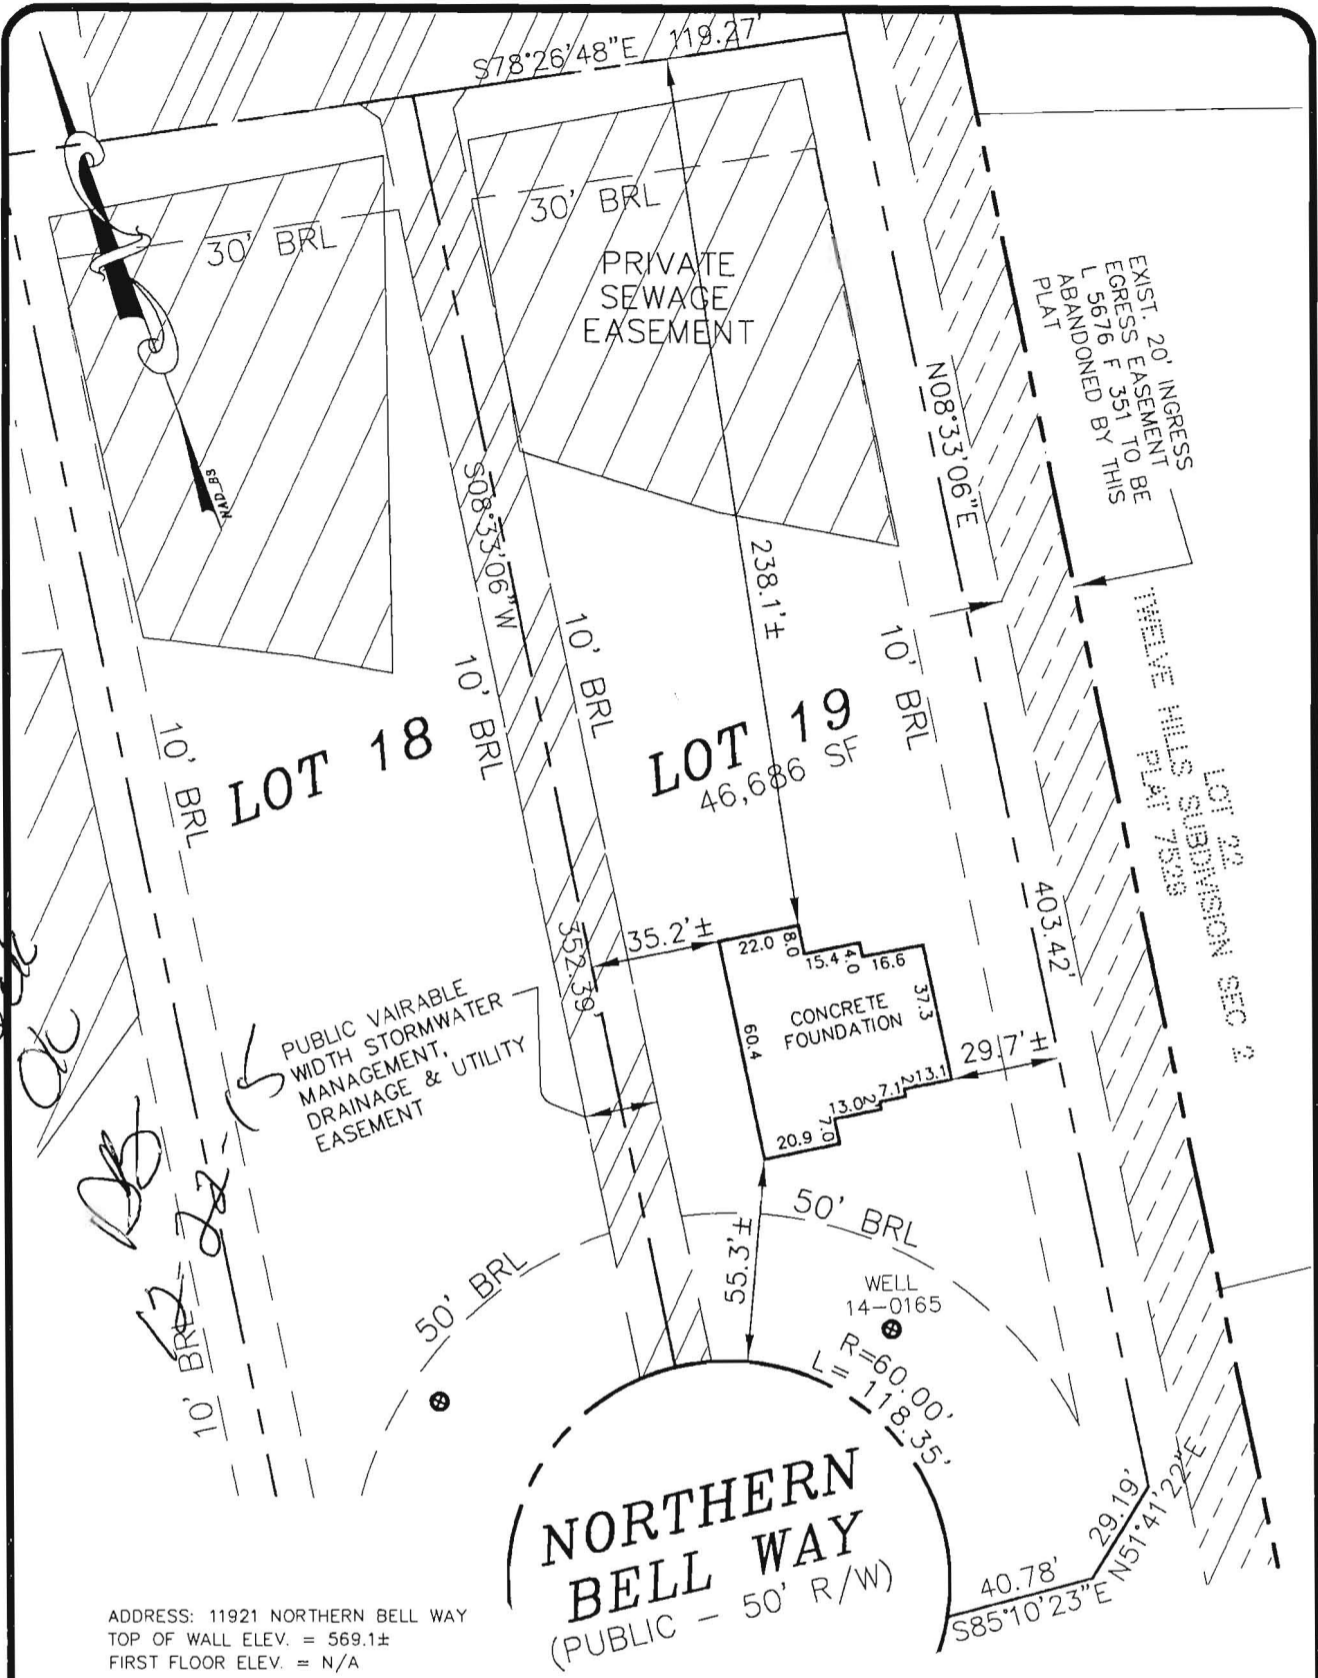 S78°26'48"E 119.27'
30' BRL
30' BRL
PRIVATE
SEWAGE
EASEMENT
NAD 83
EXIST. 20' INGRESS
EGRESS EASEMENT
L 5676 F 351 TO BE
ABANDONED BY THIS
PLAT
N08°33'06"E
S08°33'06"W
238.1'±
10' BRL
10' BRL
10' BRL
10' BRL
LOT 18
LOT 19
46,686 SF
LOT 22
TWELVE HILLS SUBDIVISION SEC 2
403.42'
352.39'
35.2'±
22.0
8.0
15.4
4.0
16.6
CONCRETE
FOUNDATION
37.3
60.4
29.7'±
13.1
2
7.1
2
13.0
7.0
20.9
PUBLIC VAIRABLE
WIDTH STORMWATER
MANAGEMENT,
DRAINAGE & UTILITY
EASEMENT
OK
12-22-15
55.3'±
50' BRL
50' BRL
10' BRL
WELL
14-0165
R=60.00'
L= 118.35'
NORTHERN
BELL WAY
(PUBLIC - 50' R/W)
29.19'
N51°41'22"E
40.78'
S85°10'23"E
ADDRESS: 11921 NORTHERN BELL WAY
TOP OF WALL ELEV. = 569.1±
FIRST FLOOR ELEV. = N/A